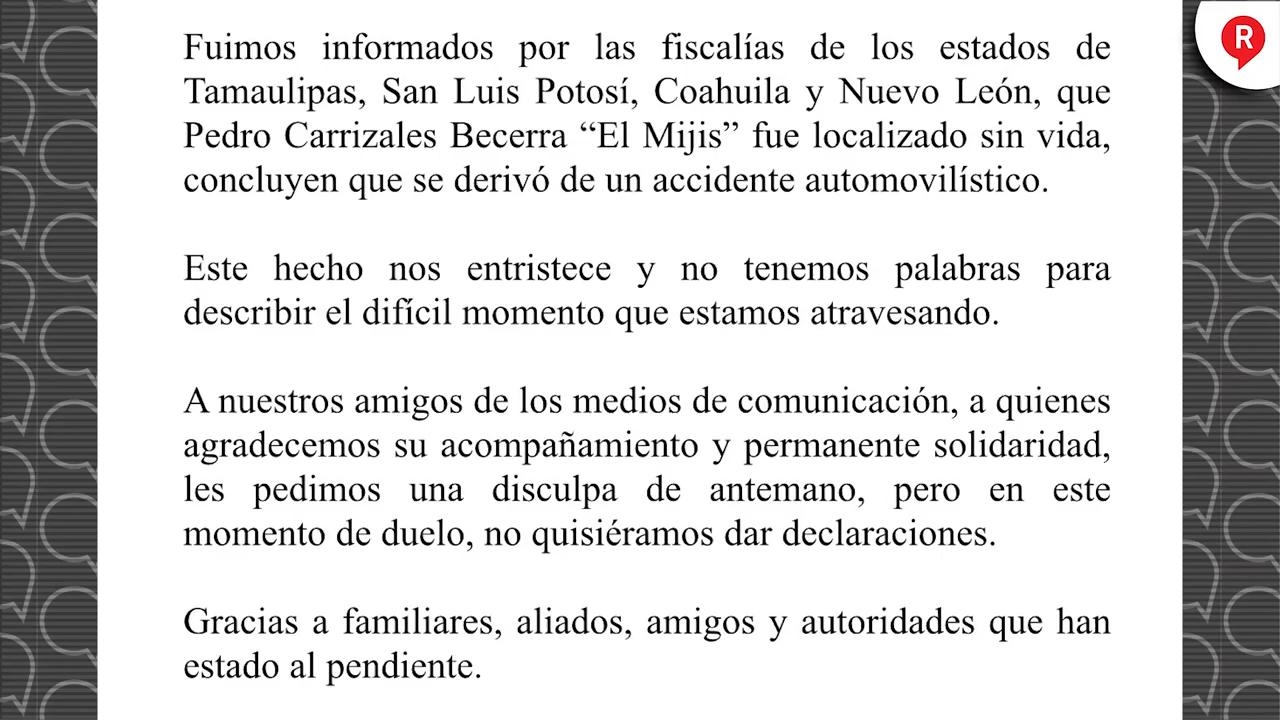 R
Fuimos informados por las fiscalías de los estados de
Tamaulipas, San Luis Potosí, Coahuila y Nuevo León, que
Pedro Carrizales Becerra “El Mijis” fue localizado sin vida,
concluyen que se derivó de un accidente automovilístico.
Este hecho nos entristece y no tenemos palabras para
describir el difícil momento que estamos atravesando.
A nuestros amigos de los medios de comunicación, a quienes
agradecemos su acompañamiento y permanente solidaridad,
les pedimos una disculpa de antemano, pero en este
momento de duelo, no quisiéramos dar declaraciones.
Gracias a familiares, aliados, amigos y autoridades que han
estado al pendiente.